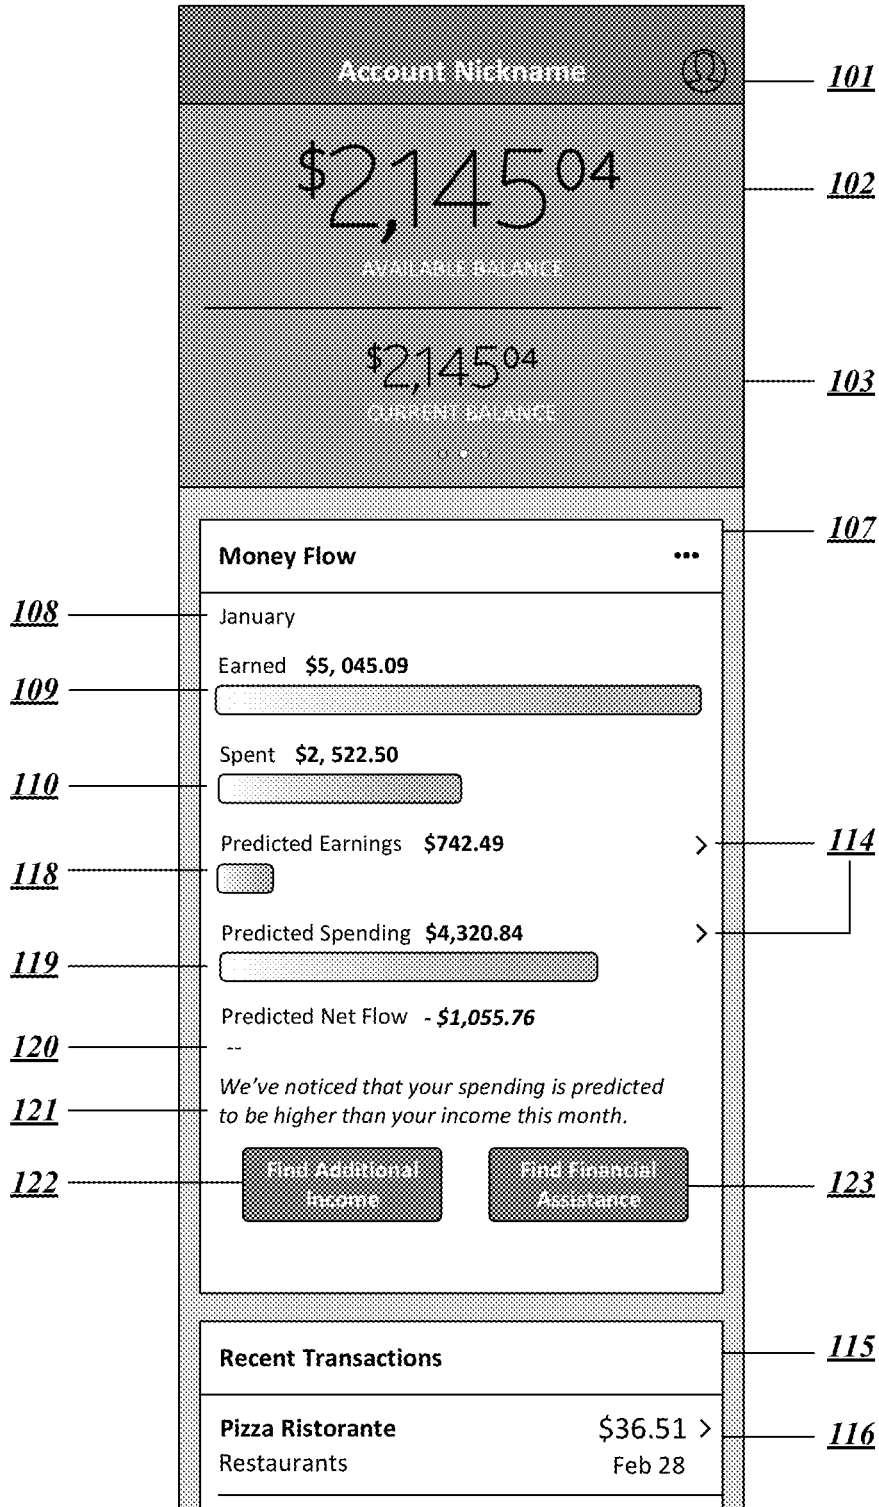 Account Nickname
101
$2,14504
102
AVAILABLE BALANCE
$2,14504
103
CURRENT BALANCE
107
Money Flow •••
108
January
Earned $5, 045.09
109
Spent $2, 522.50
110
Predicted Earnings $742.49 >
114
118
Predicted Spending $4,320.84 >
119
Predicted Net Flow - $1,055.76
120
--
We've noticed that your spending is predicted
121
to be higher than your income this month.
122
Find Additional
Income
Find Financial
Assistance
123
Recent Transactions
115
Pizza Ristorante $36.51 >
116
Restaurants Feb 28